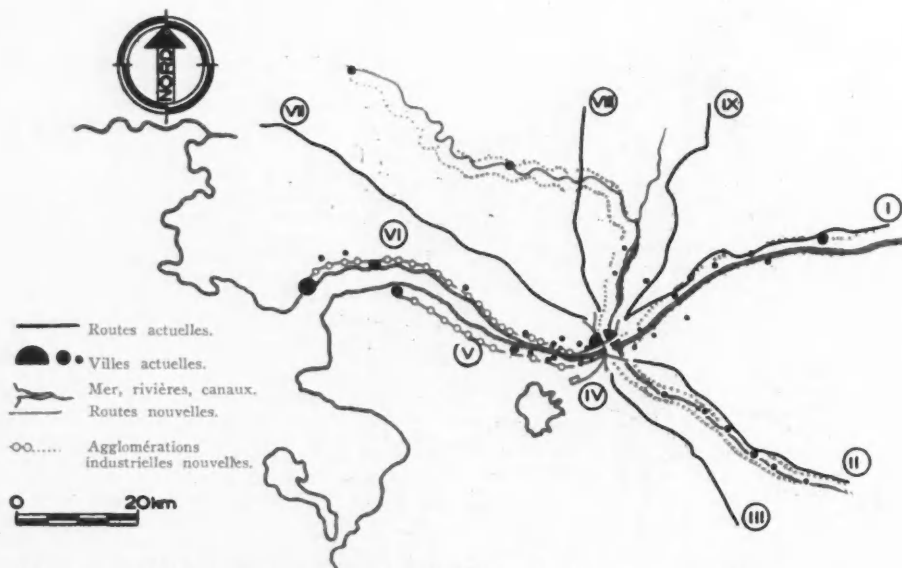 NORD
VII
VIII
IX
I
VI
V
IV
II
III
Routes actuelles.
Villes actuelles.
Mer, rivières, canaux.
Routes nouvelles.
Agglomérations
industrielles nouvelles.
0 20km